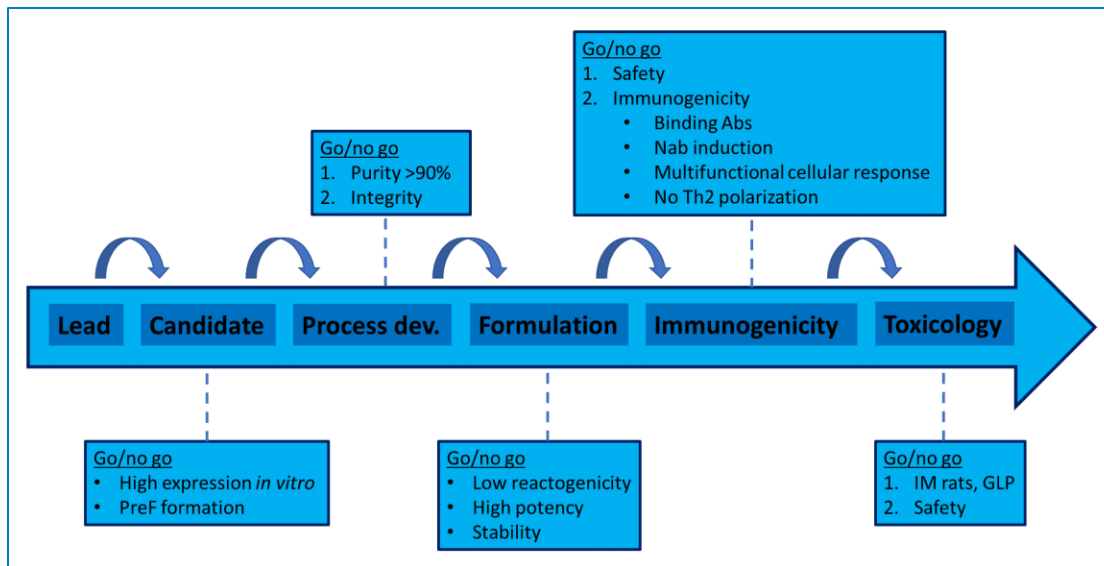 Go/no go
1. Safety
2. Immunogenicity
• Binding Abs
• Nab induction
• Multifunctional cellular response
• No Th2 polarization
Go/no go
1. Purity >90%
2. Integrity
Lead
Candidate
Process dev.
Formulation
Immunogenicity
Toxicology
Go/no go
• High expression in vitro
• PreF formation
Go/no go
• Low reactogenicity
• High potency
• Stability
Go/no go
1. IM rats, GLP
2. Safety